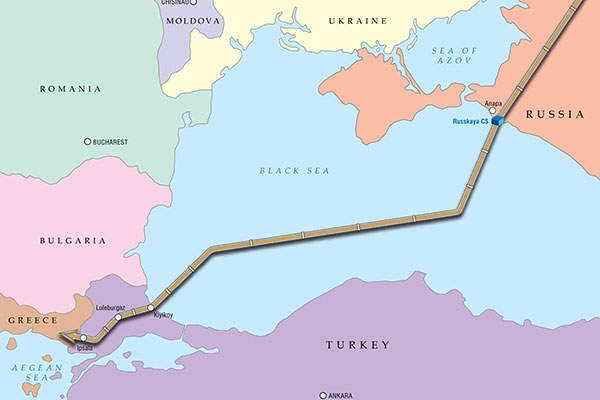 CHISINAU
MOLDOVA
UKRAINE
SEA OF
AZOV
ROMANIA
Anapa
RUSSIA
Russkaya CS
BUCHAREST
BLACK SEA
BULGARIA
Luleburgaz
Kiyikoy
GREECE
Ipsala
TURKEY
AEGEAN
SEA
ANKARA